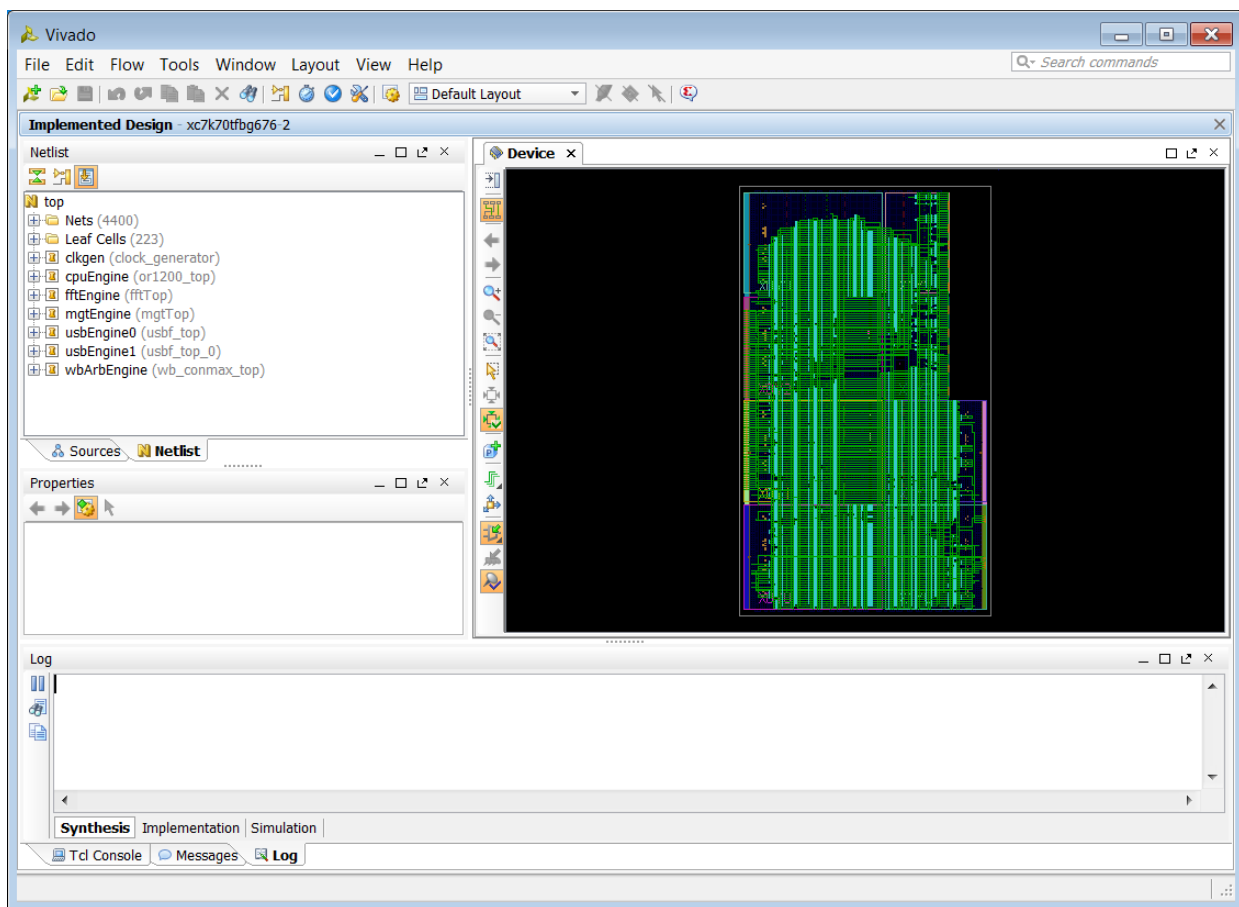 Vivado
File Edit Flow Tools Window Layout View Help
Search commands
Default Layout
Implemented Design - xc7k70tfbg676-2
Netlist
Device
top
Nets (4400)
Leaf Cells (223)
clkgen (clock_generator)
cpuEngine (or1200_top)
fftEngine (fftTop)
mgtEngine (mgtTop)
usbEngine0 (usbf_top)
usbEngine1 (usbf_top_0)
wbArbEngine (wb_conmax_top)
Sources Netlist
Properties
Log
Synthesis Implementation Simulation
Tcl Console Messages Log